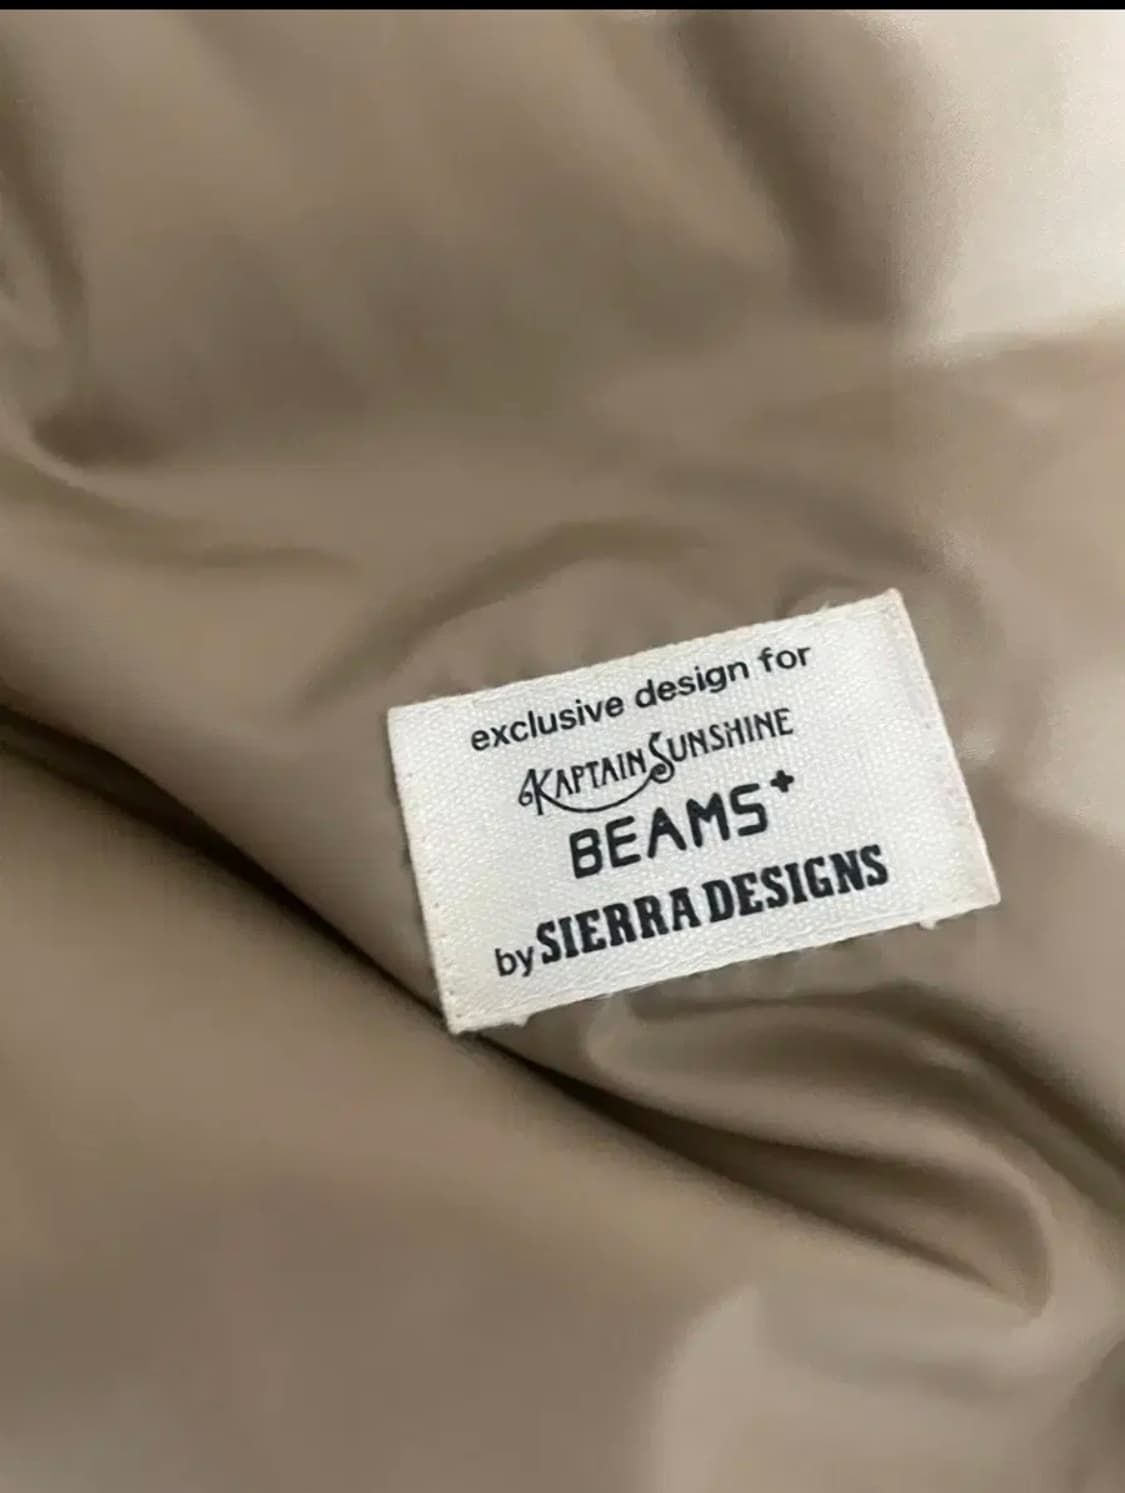 exclusive design for
KAPTAIN SUNSHINE
BEAMS+
by SIERRA DESIGNS